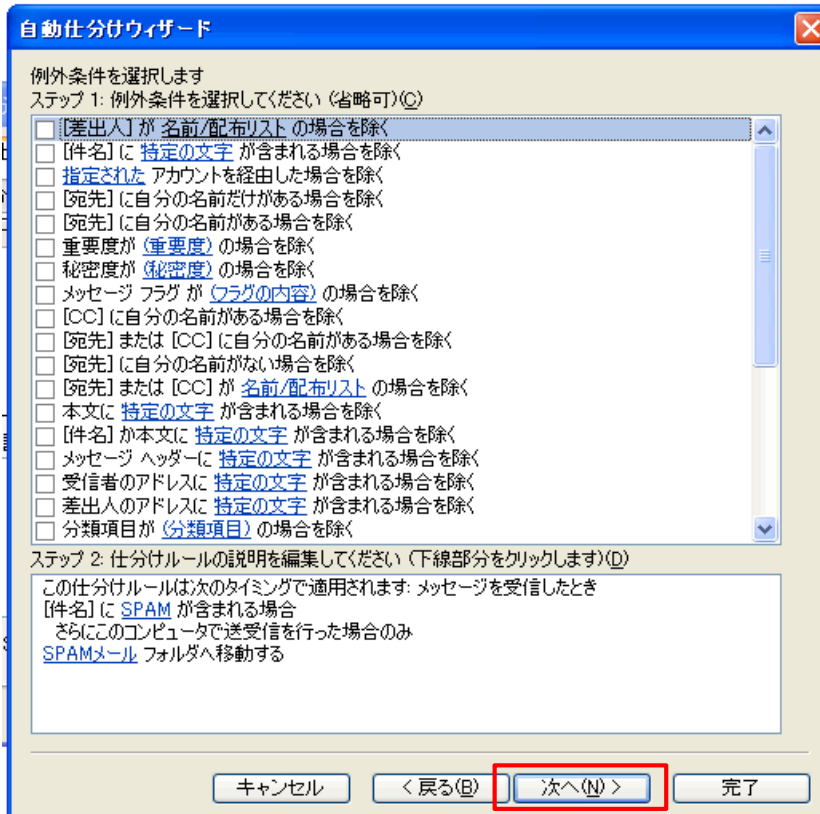 自動仕分けウィザード
例外条件を選択します
ステップ 1: 例外条件を選択してください (省略可)(C)
[差出人] が 名前/配布リスト の場合を除く
[件名] に 特定の文字 が含まれる場合を除く
指定された アカウントを経由した場合を除く
[宛先] に自分の名前だけがある場合を除く
[宛先] に自分の名前がある場合を除く
重要度が (重要度) の場合を除く
秘密度が (秘密度) の場合を除く
メッセージ フラグ が (フラグの内容) の場合を除く
[CC] に自分の名前がある場合を除く
[宛先] または [CC] に自分の名前がある場合を除く
[宛先] に自分の名前がない場合を除く
[宛先] または [CC] が 名前/配布リスト の場合を除く
本文に 特定の文字 が含まれる場合を除く
[件名] か本文に 特定の文字 が含まれる場合を除く
メッセージ ヘッダーに 特定の文字 が含まれる場合を除く
受信者のアドレスに 特定の文字 が含まれる場合を除く
差出人のアドレスに 特定の文字 が含まれる場合を除く
分類項目が (分類項目) の場合を除く
ステップ 2: 仕分けルールの説明を編集してください (下線部分をクリックします)(D)
この仕分けルールは次のタイミングで適用されます: メッセージを受信したとき
[件名] に SPAM が含まれる場合
さらにこのコンピュータで送受信を行った場合のみ
SPAMメール フォルダへ移動する
キャンセル < 戻る(B) 次へ(N) > 完了